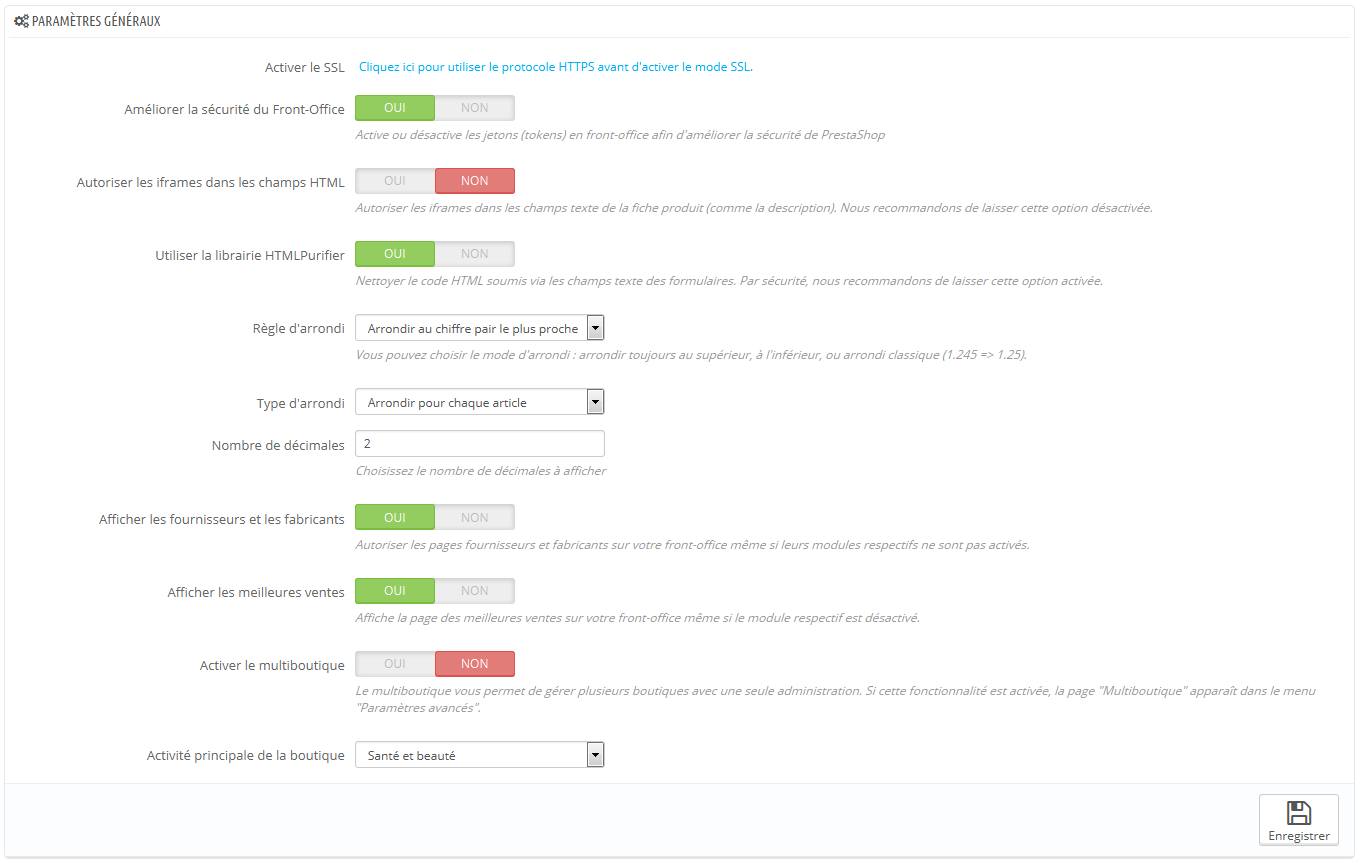 PARAMÈTRES GÉNÉRAUX
Activer le SSL Cliquez ici pour utiliser le protocole HTTPS avant d'activer le mode SSL.
Améliorer la sécurité du Front-Office OUI NON
Active ou désactive les jetons (tokens) en front-office afin d'améliorer la sécurité de PrestaShop
Autoriser les iframes dans les champs HTML OUI NON
Autoriser les iframes dans les champs texte de la fiche produit (comme la description). Nous recommandons de laisser cette option désactivée.
Utiliser la librairie HTMLPurifier OUI NON
Nettoyer le code HTML soumis via les champs texte des formulaires. Par sécurité, nous recommandons de laisser cette option activée.
Règle d'arrondi Arrondir au chiffre pair le plus proche
Vous pouvez choisir le mode d'arrondi : arrondir toujours au supérieur, à l'inférieur, ou arrondi classique (1.245 => 1.25).
Type d'arrondi Arrondir pour chaque article
Nombre de décimales 2
Choisissez le nombre de décimales à afficher
Afficher les fournisseurs et les fabricants OUI NON
Autoriser les pages fournisseurs et fabricants sur votre front-office même si leurs modules respectifs ne sont pas activés.
Afficher les meilleures ventes OUI NON
Affiche la page des meilleures ventes sur votre front-office même si le module respectif est désactivé.
Activer le multiboutique OUI NON
Le multiboutique vous permet de gérer plusieurs boutiques avec une seule administration. Si cette fonctionnalité est activée, la page "Multiboutique" apparaît dans le menu
"Paramètres avancés".
Activité principale de la boutique Santé et beauté
Enregistrer